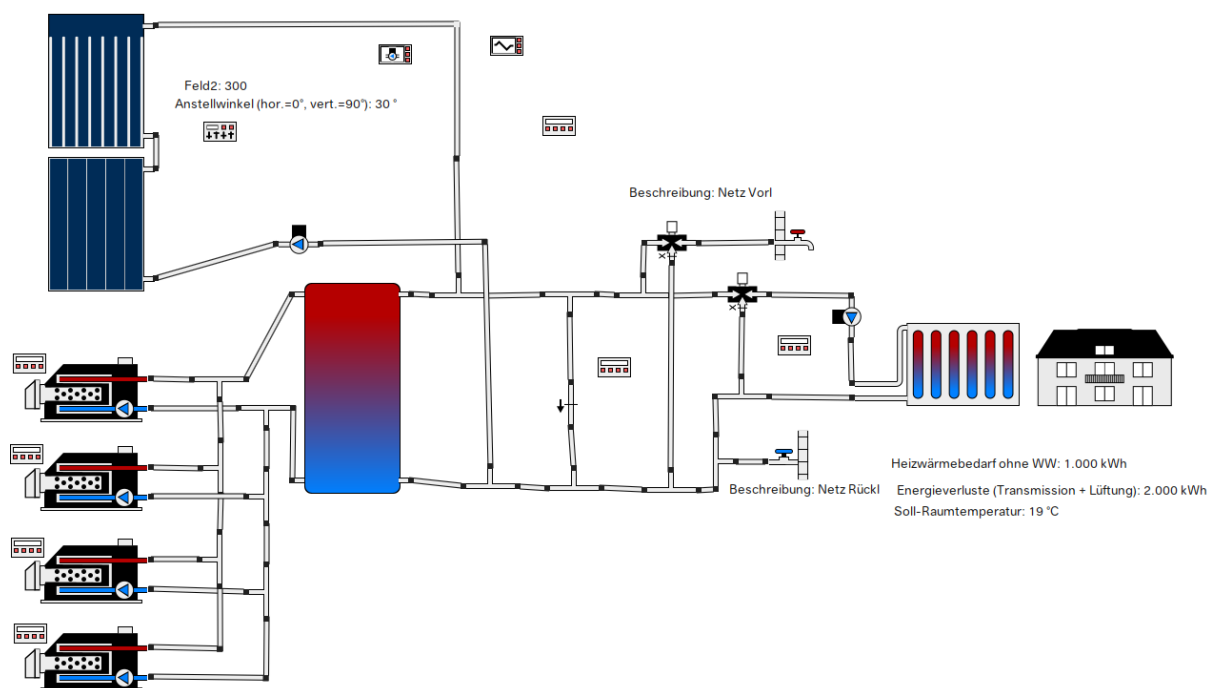 Feld2: 300
Anstellwinkel (hor.=0°, vert.=90°): 30 °
Beschreibung: Netz Vorl
Beschreibung: Netz Rückl
Heizwärmebedarf ohne WW: 1.000 kWh
Energieverluste (Transmission + Lüftung): 2.000 kWh
Soll-Raumtemperatur: 19 °C